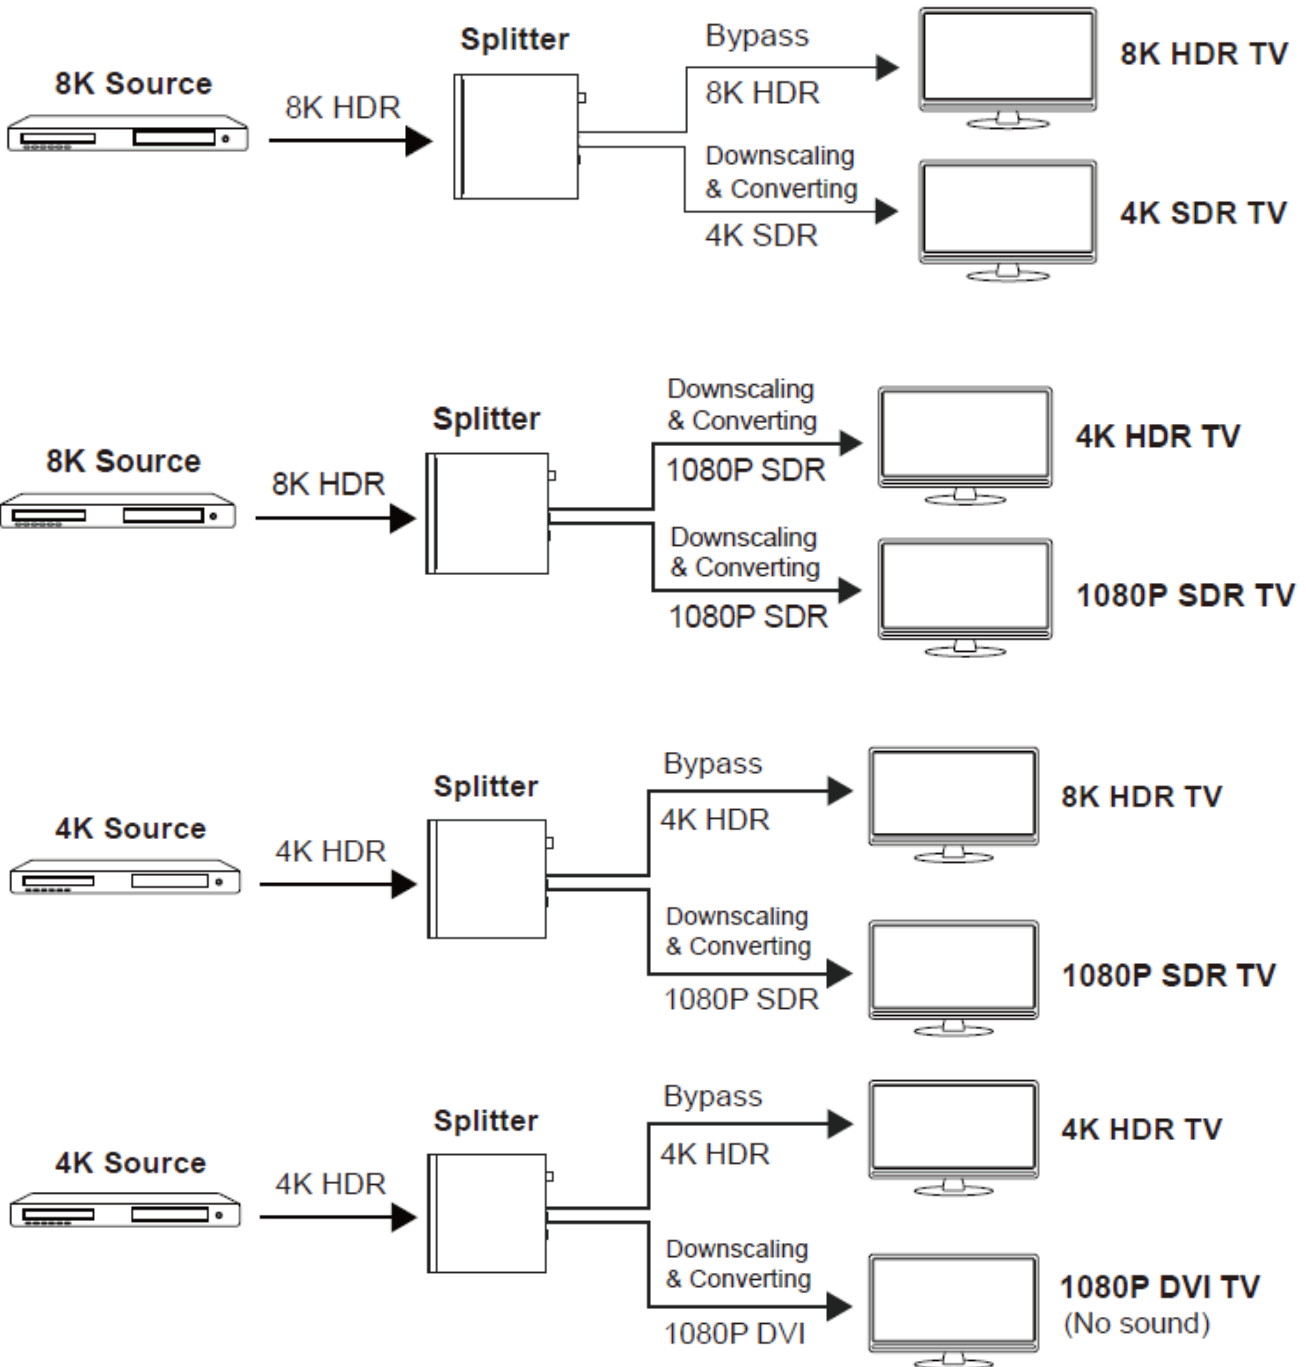 Splitter
Bypass
8K HDR TV
8K Source
8K HDR
8K HDR
Downscaling
& Converting
4K SDR TV
4K SDR
Downscaling
& Converting
Splitter
4K HDR TV
8K Source
8K HDR
1080P SDR
Downscaling
& Converting
1080P SDR TV
1080P SDR
Bypass
Splitter
8K HDR TV
4K Source
4K HDR
4K HDR
Downscaling
& Converting
1080P SDR TV
1080P SDR
Bypass
Splitter
4K HDR TV
4K Source
4K HDR
4K HDR
Downscaling
& Converting
1080P DVI TV
(No sound)
1080P DVI